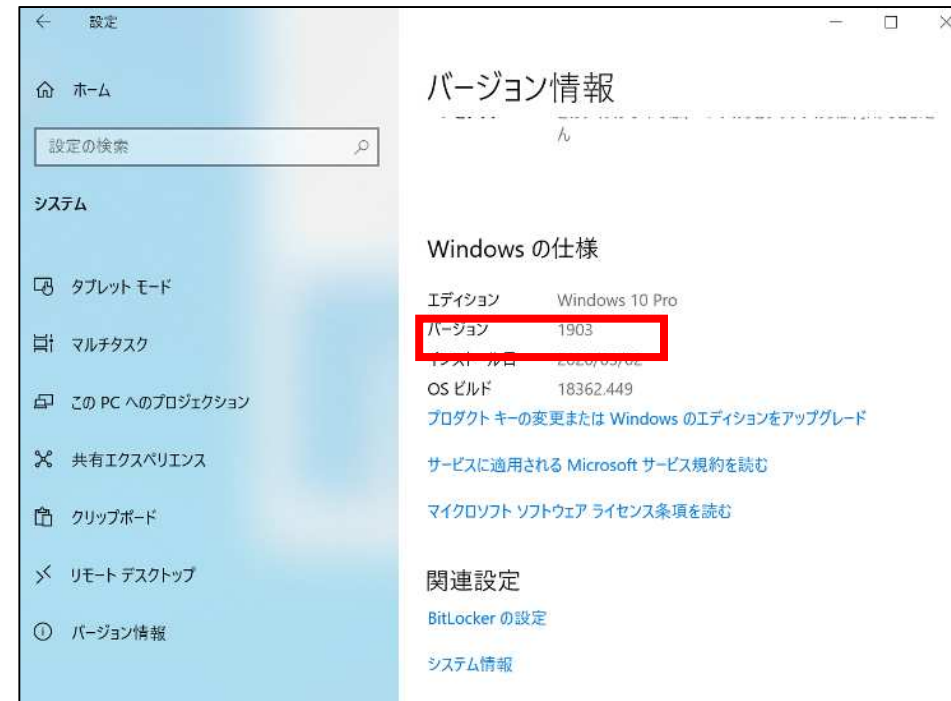 設定
ホーム
設定の検索
システム
タブレット モード
マルチタスク
この PC へのプロジェクション
共有エクスペリエンス
クリップボード
リモート デスクトップ
バージョン情報
バージョン情報
ん
Windows の仕様
エディション Windows 10 Pro
バージョン 1903
OS ビルド 18362.449
プロダクト キーの変更または Windows のエディションをアップグレード
サービスに適用される Microsoft サービス規約を読む
マイクロソフト ソフトウェア ライセンス条項を読む
関連設定
BitLocker の設定
システム情報